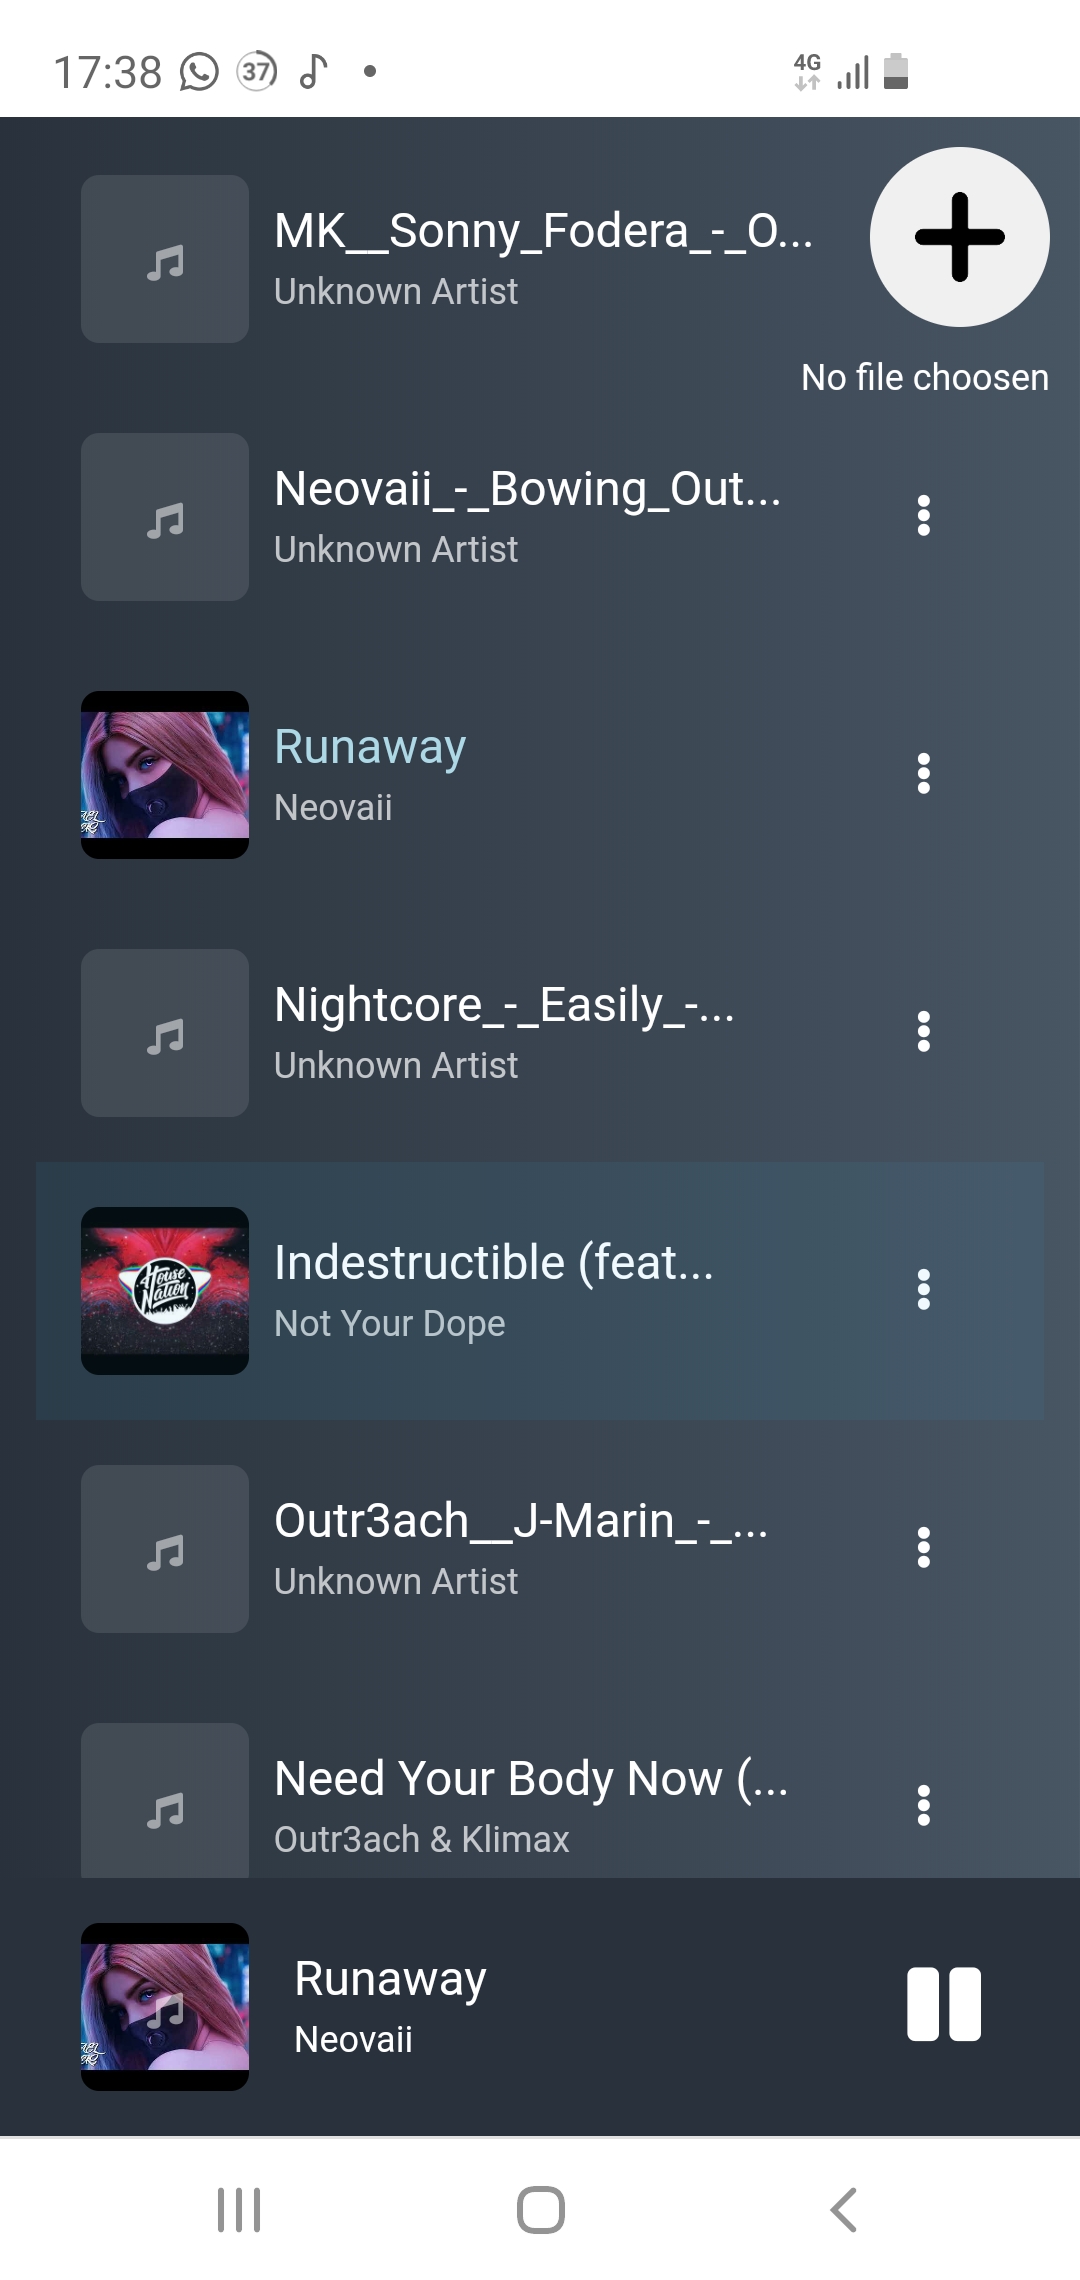 17:38
37
4G
MK__Sonny_Fodera_-_O...
Unknown Artist
No file choosen
Neovaii_-_Bowing_Out...
Unknown Artist
Runaway
Neovaii
Nightcore_-_Easily_-...
Unknown Artist
House
Nation
Indestructible (feat...
Not Your Dope
Outr3ach__J-Marin_-_...
Unknown Artist
Need Your Body Now (...
Outr3ach & Klimax
Runaway
Neovaii